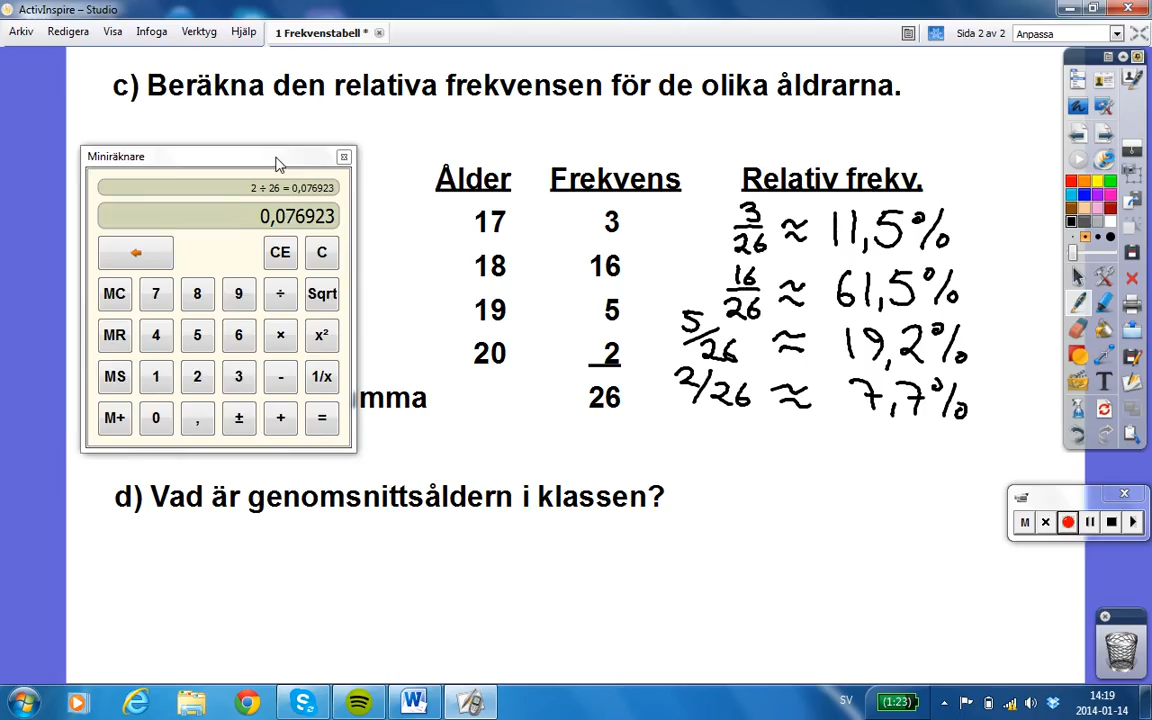 ActivInspire – Studio
Arkiv Redigera Visa Infoga Verktyg Hjälp 1 Frekvenstabell * Sida 2 av 2 Anpassa
c) Beräkna den relativa frekvensen för de olika åldrarna.
Miniräknare
2 ÷ 26 = 0,076923
0,076923
CE C
MC 7 8 9 ÷ Sqrt
MR 4 5 6 × x²
MS 1 2 3 - 1/x
M+ 0 , ± + =
Ålder Frekvens Relativ frekv.
17 3 3/26 ≈ 11,5%
18 16 16/26 ≈ 61,5%
19 5 5/26 ≈ 19,2%
20 2 2/26 ≈ 7,7%
mma 26
d) Vad är genomsnittsåldern i klassen?
M
T
SV (1:23) 14:19
2014-01-14